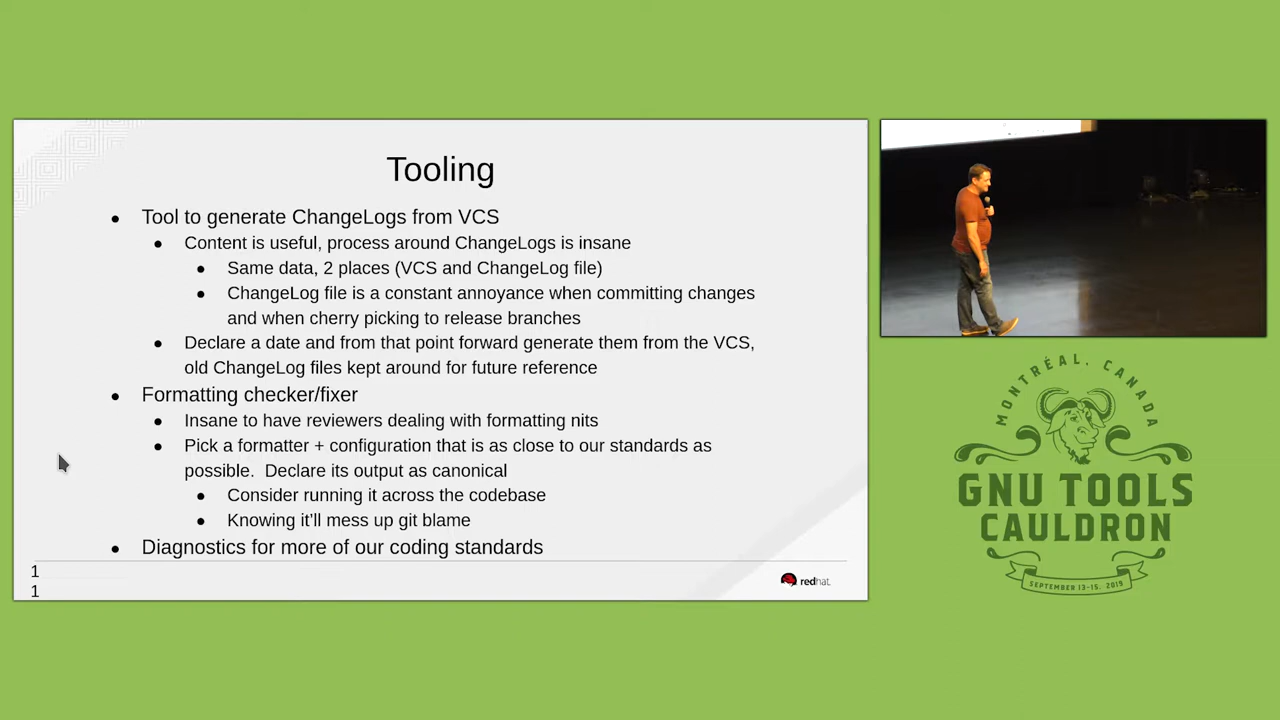 Tooling
• Tool to generate ChangeLogs from VCS
• Content is useful, process around ChangeLogs is insane
• Same data, 2 places (VCS and ChangeLog file)
• ChangeLog file is a constant annoyance when committing changes
and when cherry picking to release branches
• Declare a date and from that point forward generate them from the VCS,
old ChangeLog files kept around for future reference
• Formatting checker/fixer
• Insane to have reviewers dealing with formatting nits
• Pick a formatter + configuration that is as close to our standards as
possible. Declare its output as canonical
• Consider running it across the codebase
• Knowing it'll mess up git blame
• Diagnostics for more of our coding standards
1
1
redhat.
MONTRÉAL, CANADA
GNU TOOLS
CAULDRON
SEPTEMBER 13-15, 2019